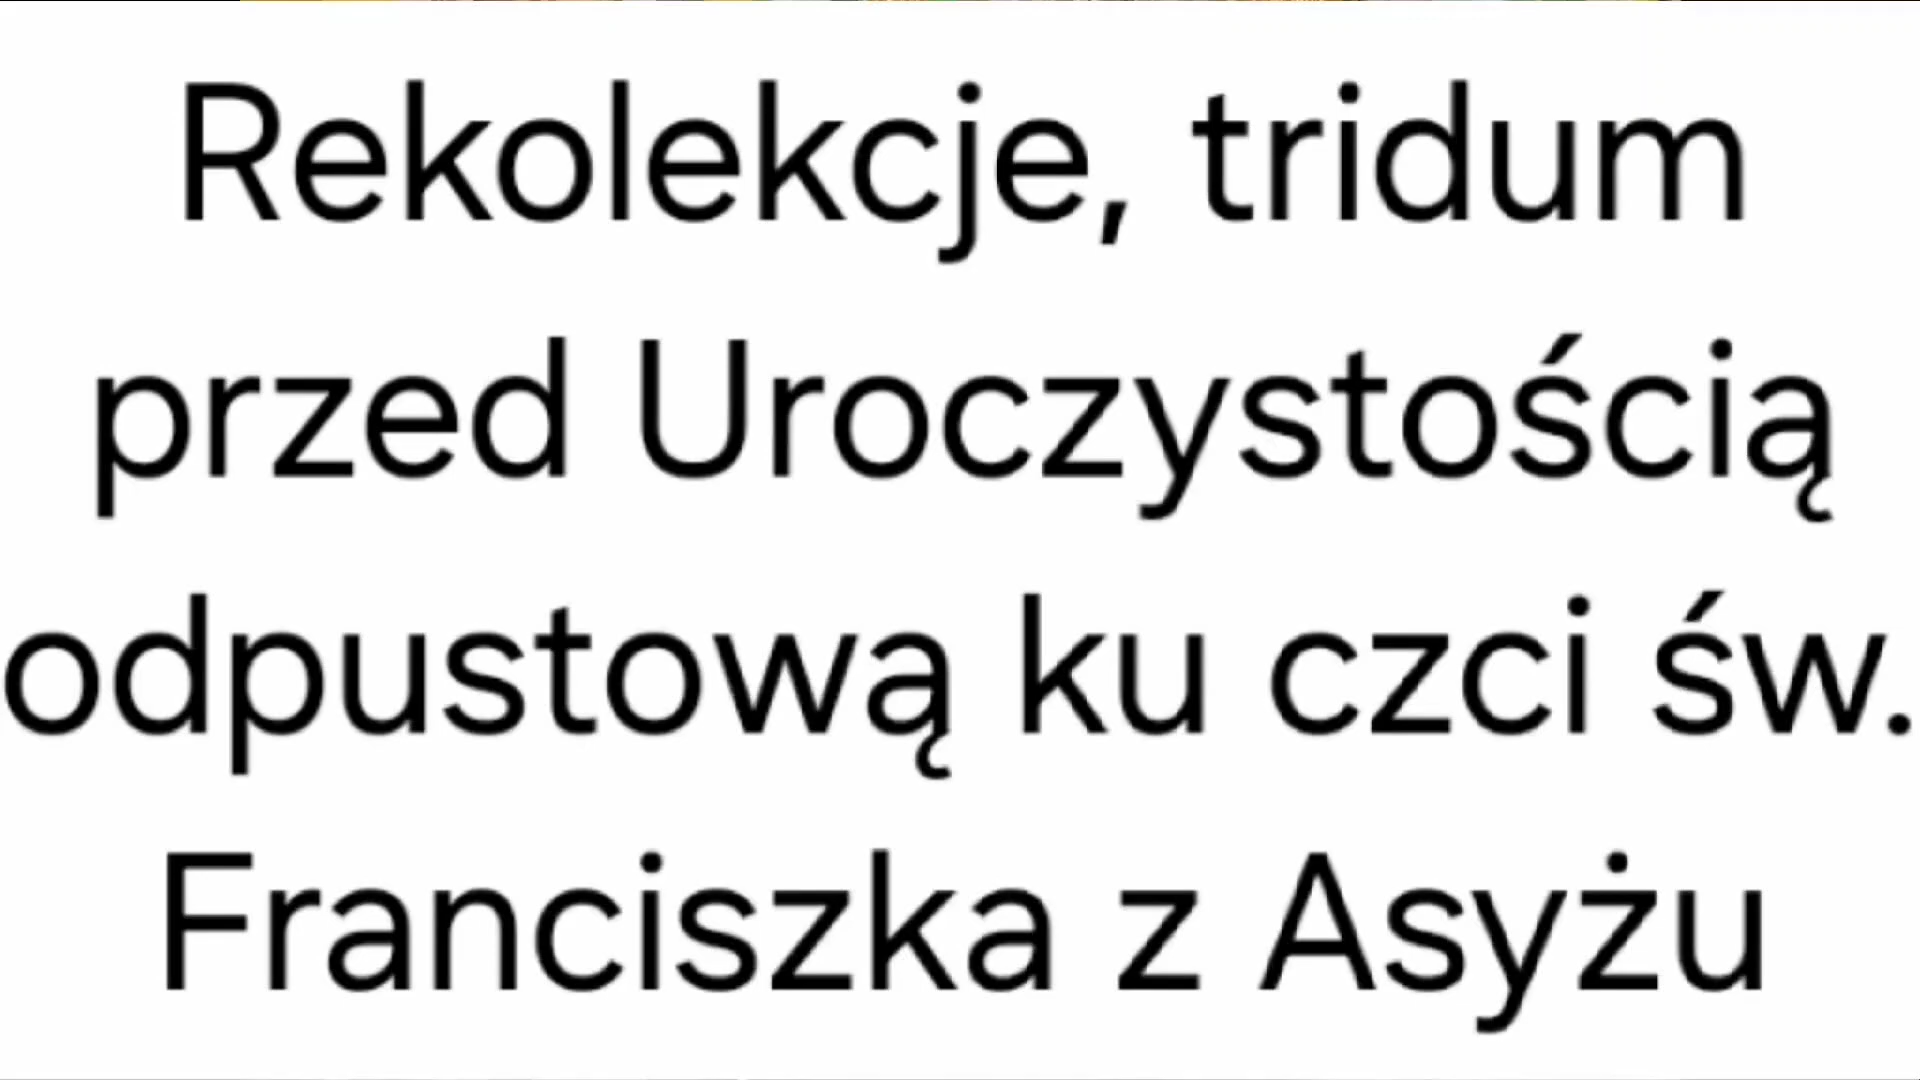 Rekolekcje, tridum
przed Uroczystością
odpustową ku czci św.
Franciszka z Asyżu